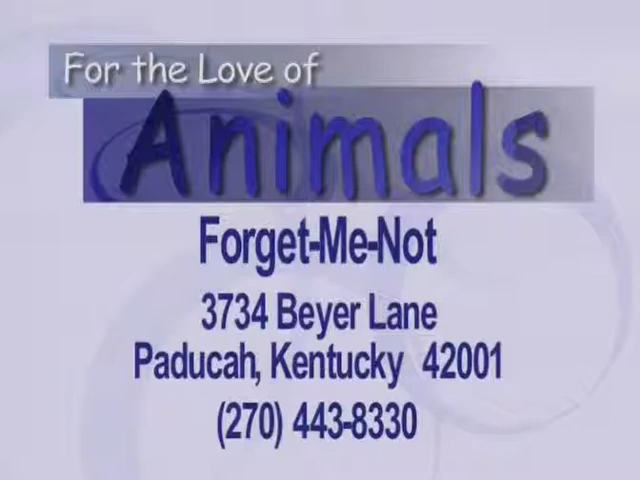 For the Love of
Animals
Forget-Me-Not
3734 Beyer Lane
Paducah, Kentucky 42001
(270) 443-8330